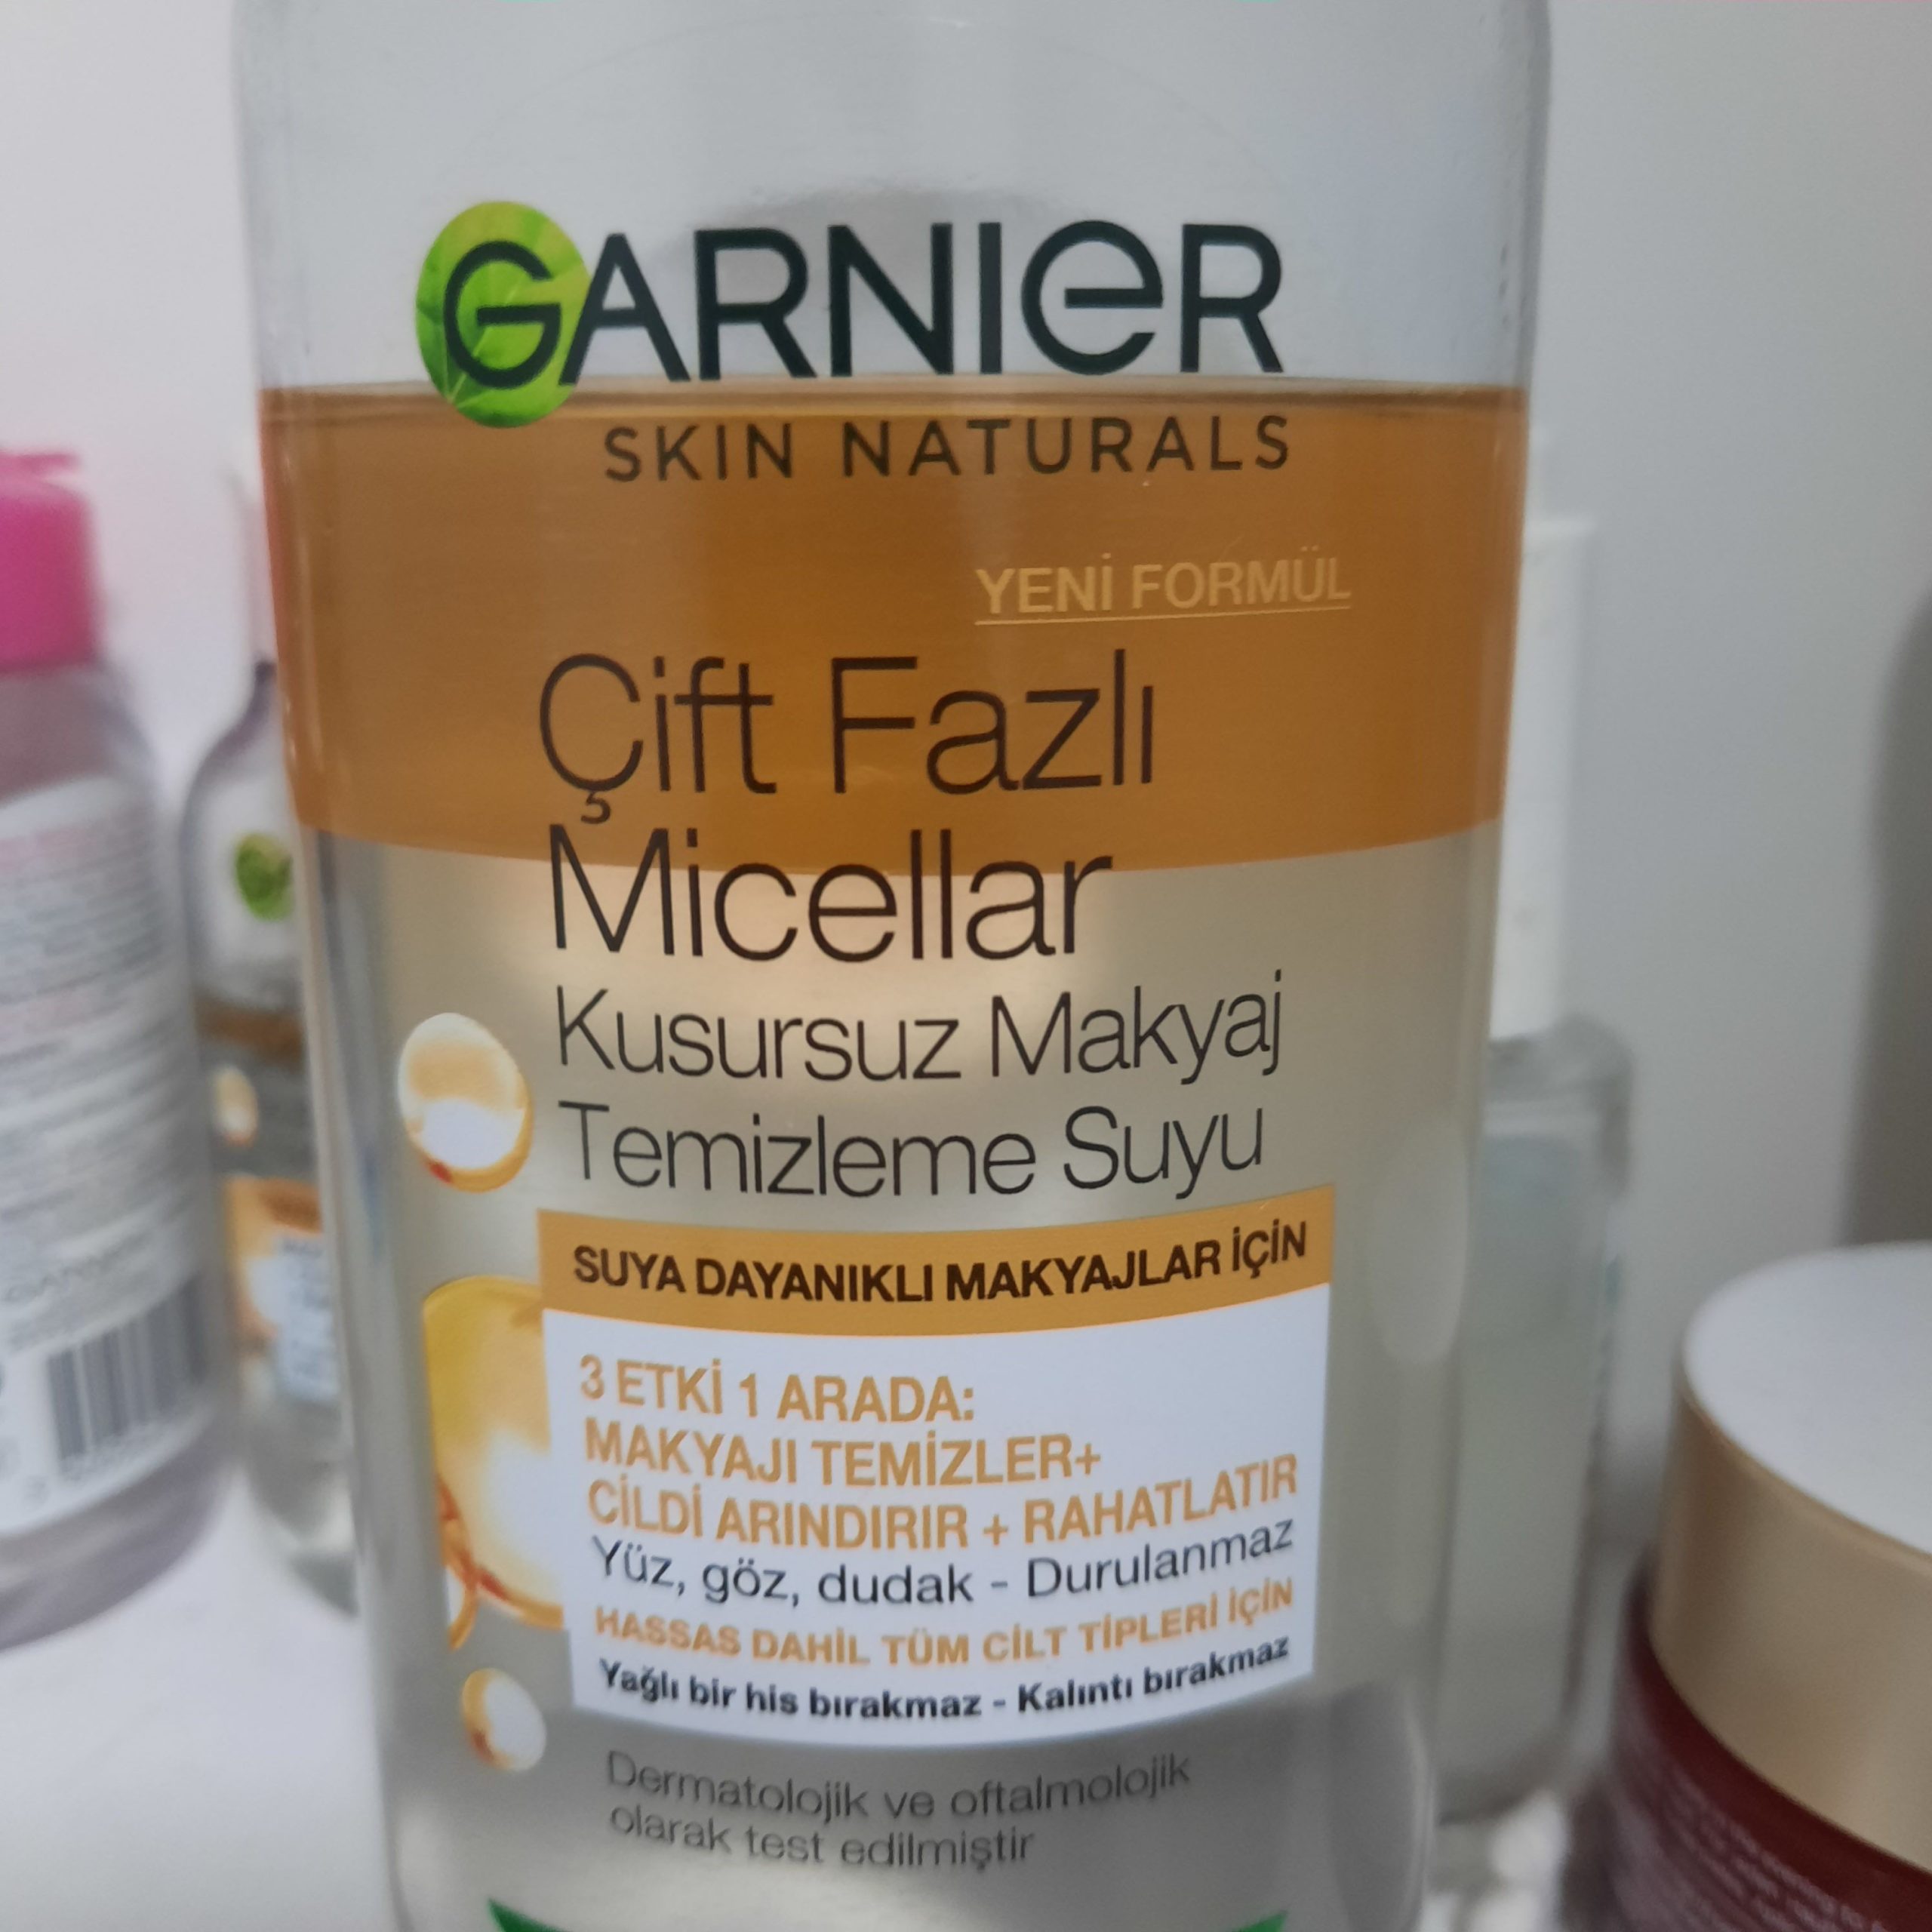 GARNIER
SKIN NATURALS
YENİ FORMÜL
Çift Fazlı
Micellar
Kusursuz Makyaj
Temizleme Suyu
SUYA DAYANIKLI MAKYAJLAR İÇİN
3 ETKİ 1 ARADA:
MAKYAJI TEMİZLER+
CİLDİ ARINDIRIR + RAHATLATIR
Yüz, göz, dudak - Durulanmaz
HASSAS DAHİL TÜM CİLT TİPLERİ İÇİN
Yağlı bir his bırakmaz - Kalıntı bırakmaz
Dermatolojik ve oftalmolojik
olarak test edilmiştir